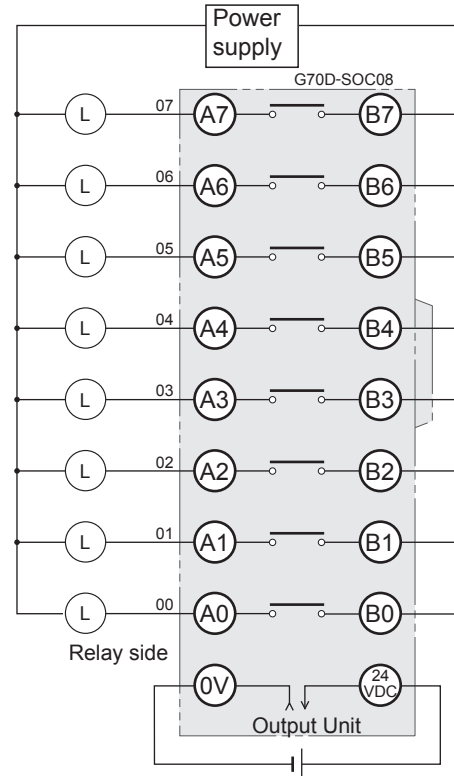 Power
supply
G70D-SOC08
L 07 A7 B7
L 06 A6 B6
L 05 A5 B5
L 04 A4 B4
L 03 A3 B3
L 02 A2 B2
L 01 A1 B1
L 00 A0 B0
Relay side
0V 24
VDC
Output Unit